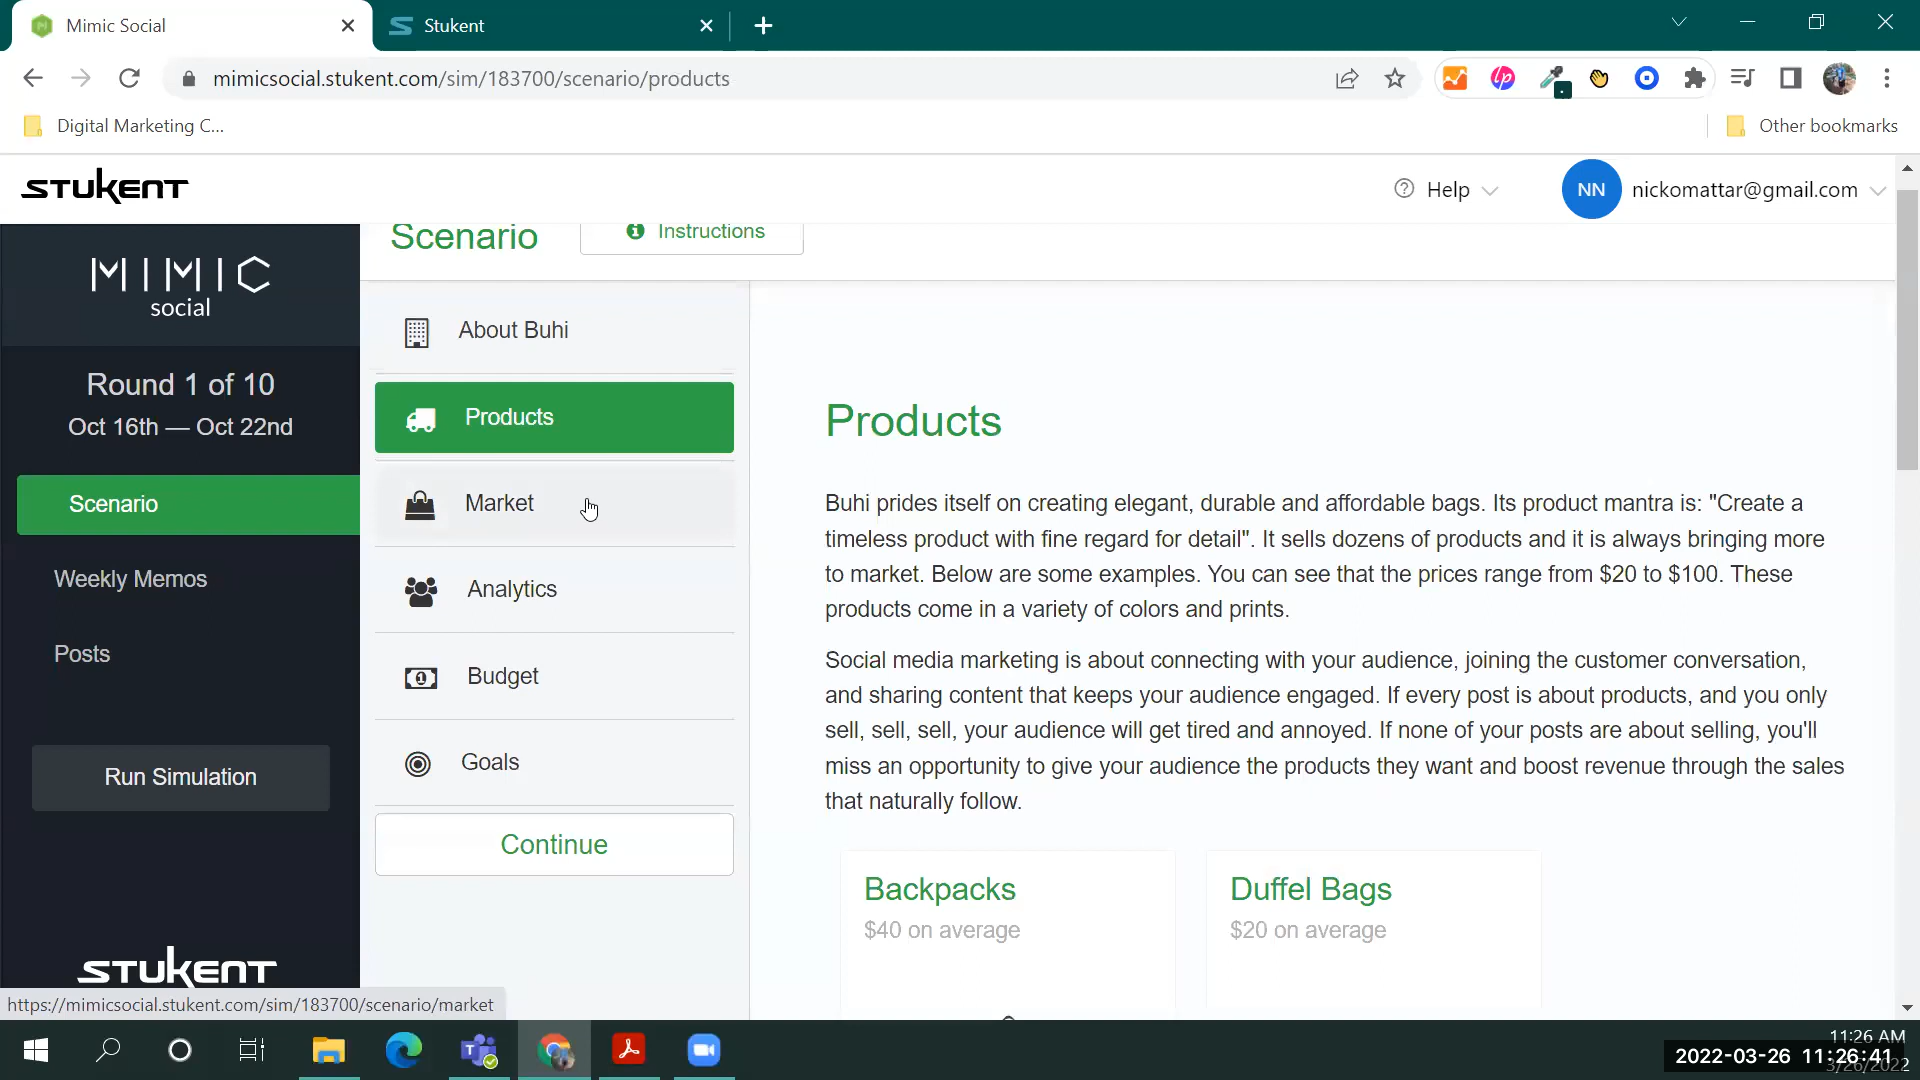 Mimic Social
Stukent
mimicsocial.stukent.com/sim/183700/scenario/products
Digital Marketing C...
Other bookmarks
STUKENT
Help
NN
nickomattar@gmail.com
MIMIC
social
Round 1 of 10
Oct 16th — Oct 22nd
Scenario
Weekly Memos
Posts
Run Simulation
STUKENT
Scenario
Instructions
About Buhi
Products
Market
Analytics
Budget
Goals
Continue
Products
Buhi prides itself on creating elegant, durable and affordable bags. Its product mantra is: "Create a
timeless product with fine regard for detail". It sells dozens of products and it is always bringing more
to market. Below are some examples. You can see that the prices range from $20 to $100. These
products come in a variety of colors and prints.
Social media marketing is about connecting with your audience, joining the customer conversation,
and sharing content that keeps your audience engaged. If every post is about products, and you only
sell, sell, sell, your audience will get tired and annoyed. If none of your posts are about selling, you'll
miss an opportunity to give your audience the products they want and boost revenue through the sales
that naturally follow.
Backpacks
$40 on average
Duffel Bags
$20 on average
https://mimicsocial.stukent.com/sim/183700/scenario/market
11:26 AM
3/26/2022
2022-03-26 11:26:41